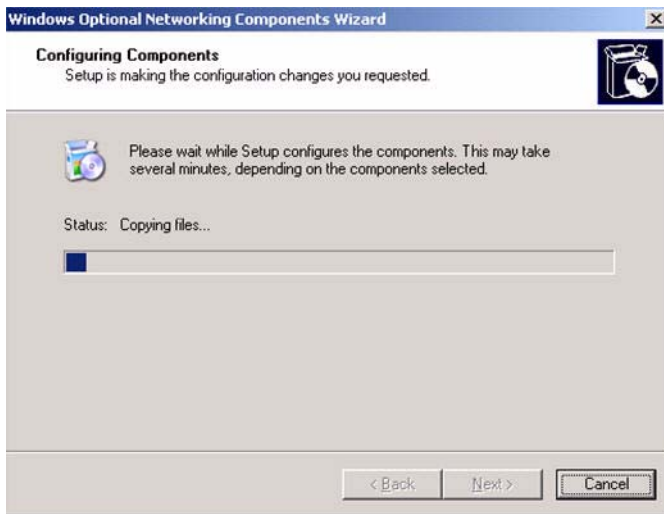 Windows Optional Networking Components Wizard
Configuring Components
Setup is making the configuration changes you requested.
Please wait while Setup configures the components. This may take
several minutes, depending on the components selected.
Status: Copying files...
< Back Next > Cancel